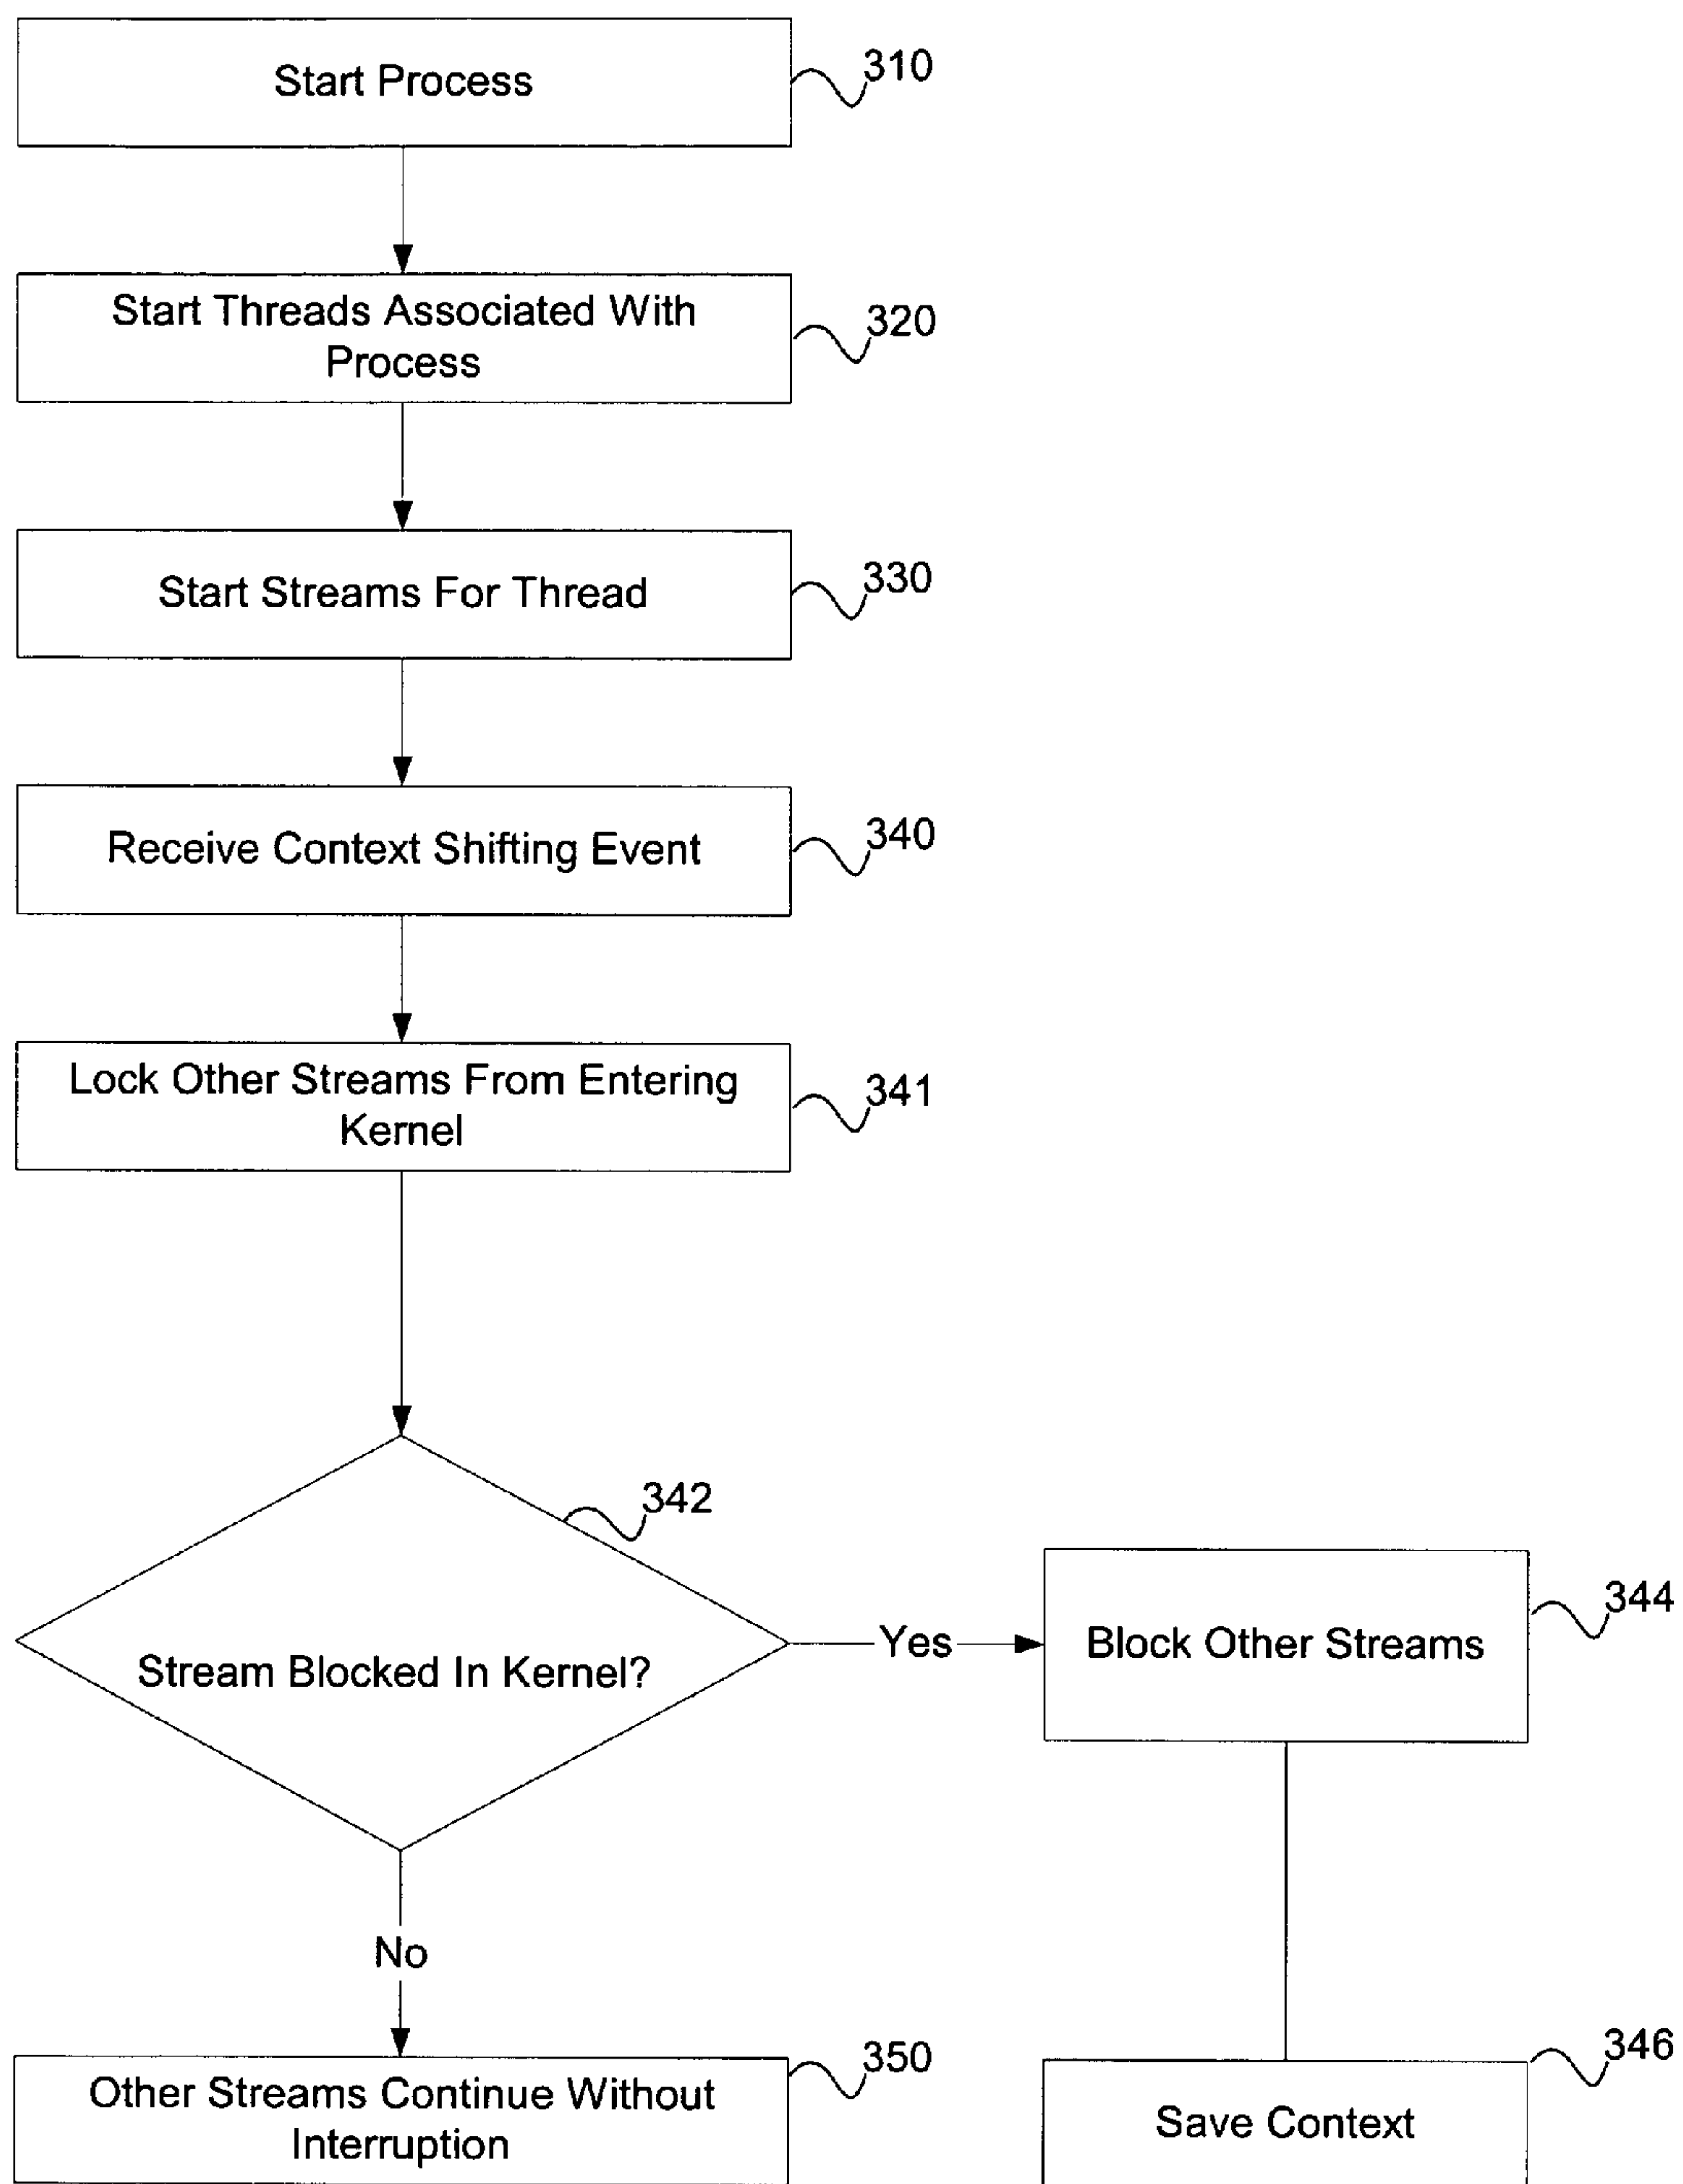 Start Process
310
Start Threads Associated With
Process
320
Start Streams For Thread
330
Receive Context Shifting Event
340
Lock Other Streams From Entering
Kernel
341
342
Stream Blocked In Kernel?
Yes
Block Other Streams
344
No
Other Streams Continue Without
Interruption
350
Save Context
346